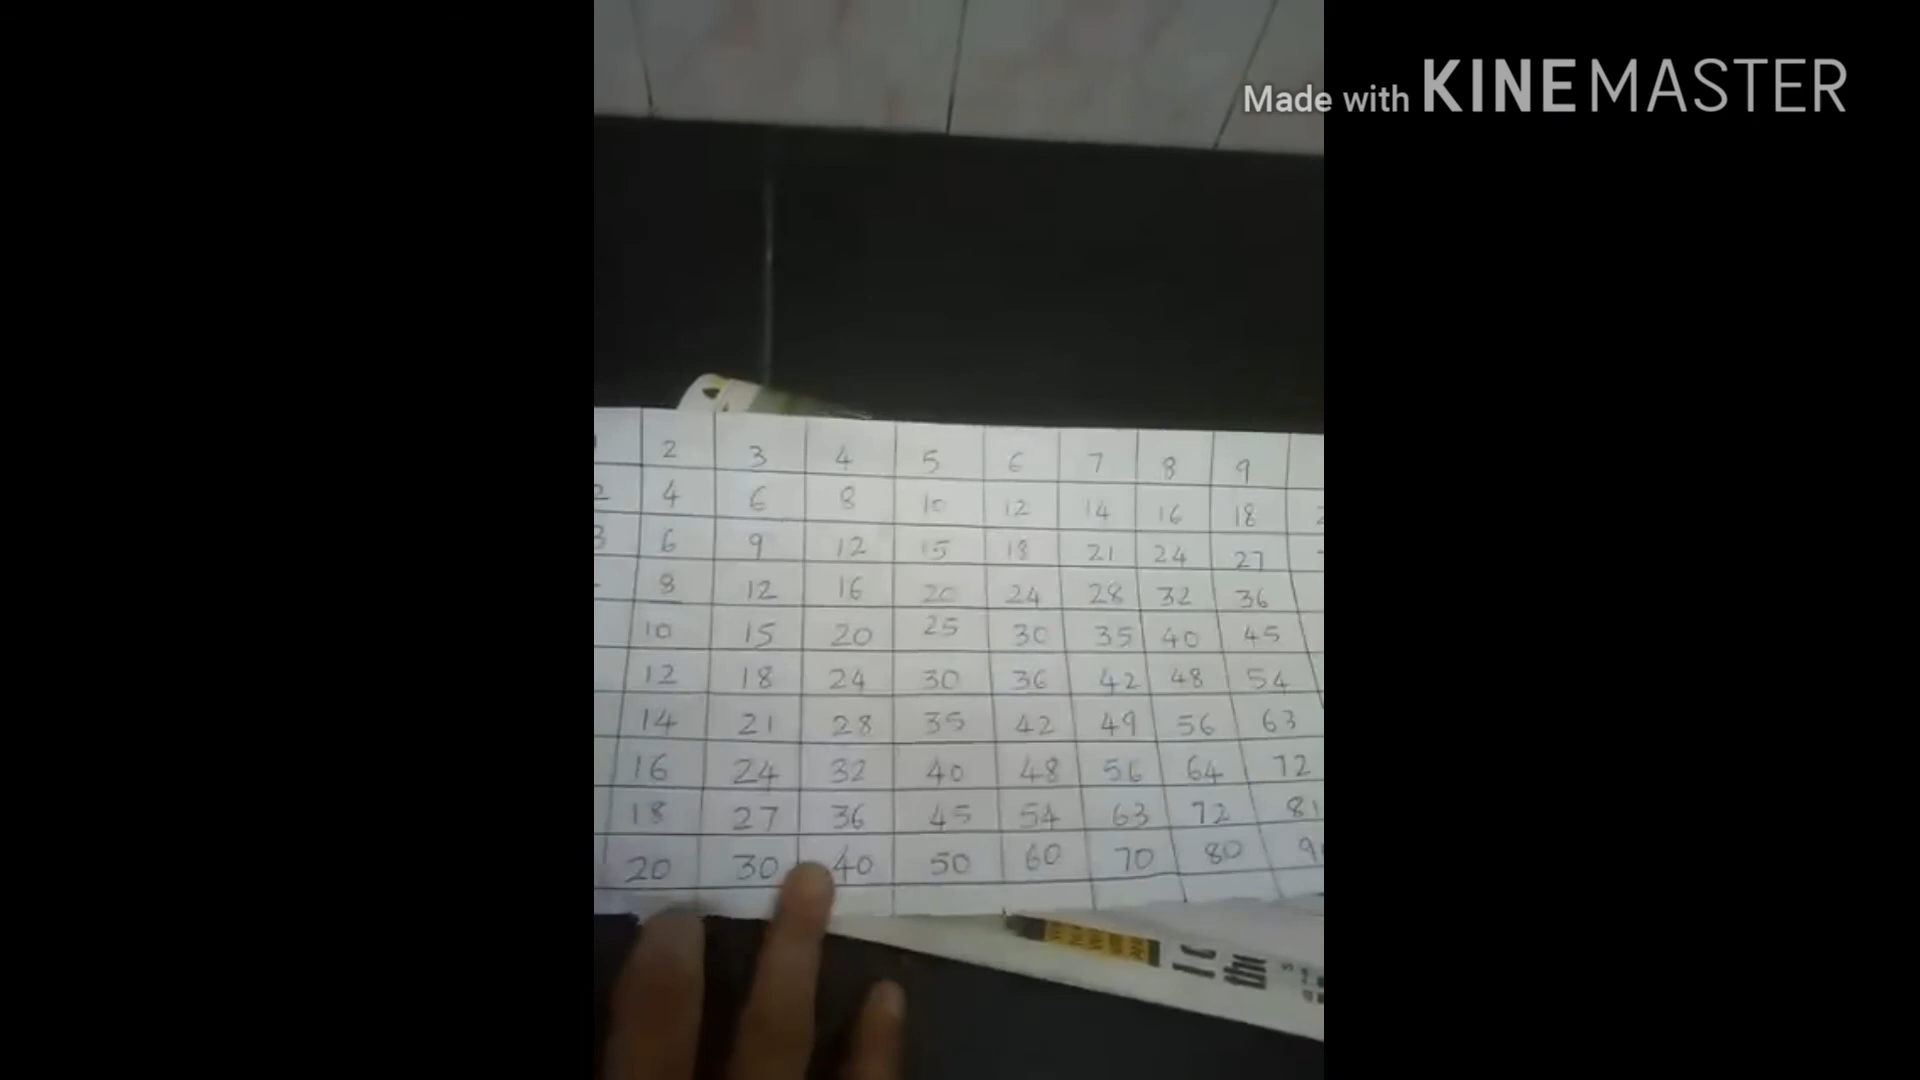 Made with KINEMASTER
2 3 4 5 6 7 8 9
2 4 6 8 10 12 14 16 18
3 6 9 12 15 18 21 24 27
8 12 16 20 24 28 32 36
10 15 20 25 30 35 40 45
12 18 24 30 36 42 48 54
14 21 28 35 42 49 56 63
16 24 32 40 48 56 64 72
18 27 36 45 54 63 72 81
20 30 40 50 60 70 80